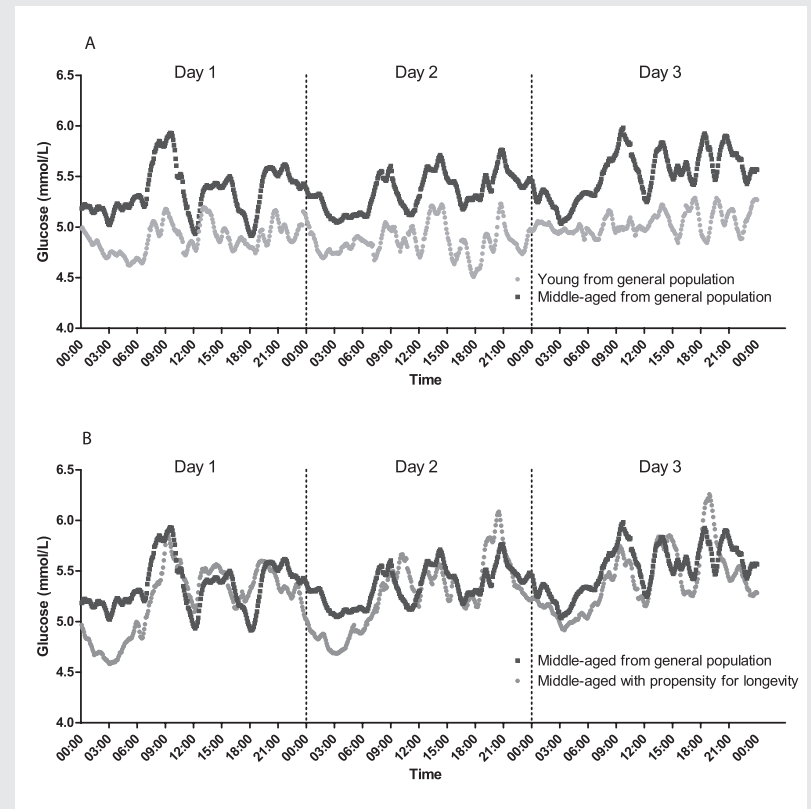 A
Day 1 Day 2 Day 3
6.5
6.0
5.5
5.0
4.5
4.0
Glucose (mmol/L)
Young from general population
Middle-aged from general population
00:00 03:00 06:00 09:00 12:00 15:00 18:00 21:00 00:00 03:00 06:00 09:00 12:00 15:00 18:00 21:00 00:00 03:00 06:00 09:00 12:00 15:00 18:00 21:00 00:00
Time
B
Day 1 Day 2 Day 3
6.5
6.0
5.5
5.0
4.5
4.0
Glucose (mmol/L)
Middle-aged from general population
Middle-aged with propensity for longevity
00:00 03:00 06:00 09:00 12:00 15:00 18:00 21:00 00:00 03:00 06:00 09:00 12:00 15:00 18:00 21:00 00:00 03:00 06:00 09:00 12:00 15:00 18:00 21:00 00:00
Time